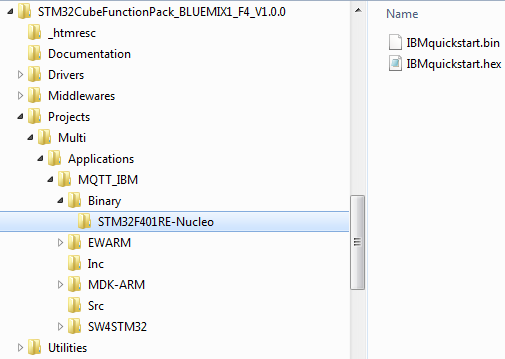 STM32CubeFunctionPack_BLUEMIX1_F4_V1.0.0
_htmresc
Documentation
Drivers
Middlewares
Projects
Multi
Applications
MQTT_IBM
Binary
STM32F401RE-Nucleo
EWARM
Inc
MDK-ARM
Src
SW4STM32
Utilities
Name
IBMquickstart.bin
IBMquickstart.hex